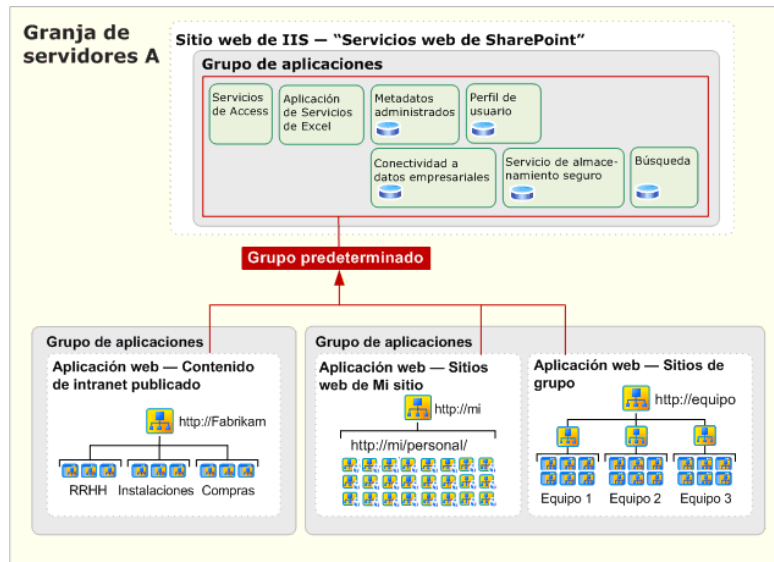 Granja de
servidores A
Sitio web de IIS — “Servicios web de SharePoint”
Grupo de aplicaciones
Servicios
de Access
Aplicación
de Servicios
de Excel
Metadatos
administrados
Perfil de
usuario
Conectividad a
datos empresariales
Servicio de almace-
namiento seguro
Búsqueda
Grupo predeterminado
Grupo de aplicaciones
Aplicación web — Contenido
de intranet publicado
http://Fabrikam
RRHH
Instalaciones
Compras
Grupo de aplicaciones
Aplicación web — Sitios
web de Mi sitio
http://mi
http://mi/personal/
Aplicación web — Sitios de
grupo
http://equipo
Equipo 1
Equipo 2
Equipo 3